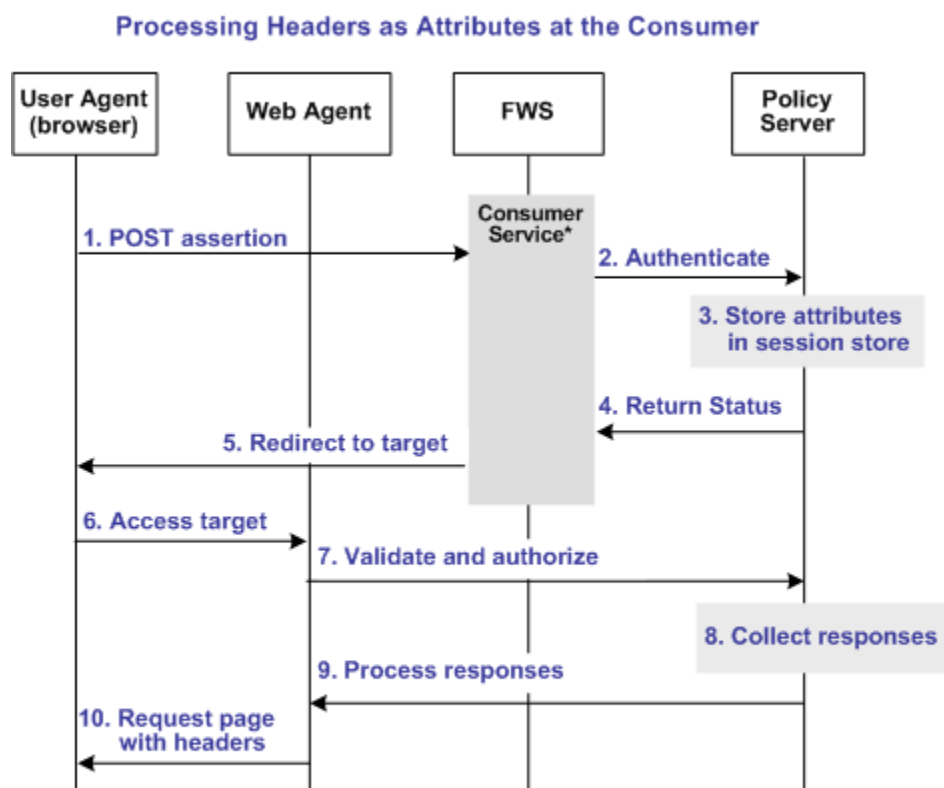 Processing Headers as Attributes at the Consumer
User Agent
(browser)
Web Agent
FWS
Policy
Server
Consumer
Service*
1. POST assertion
2. Authenticate
3. Store attributes
in session store
4. Return Status
5. Redirect to target
6. Access target
7. Validate and authorize
8. Collect responses
9. Process responses
10. Request page
with headers